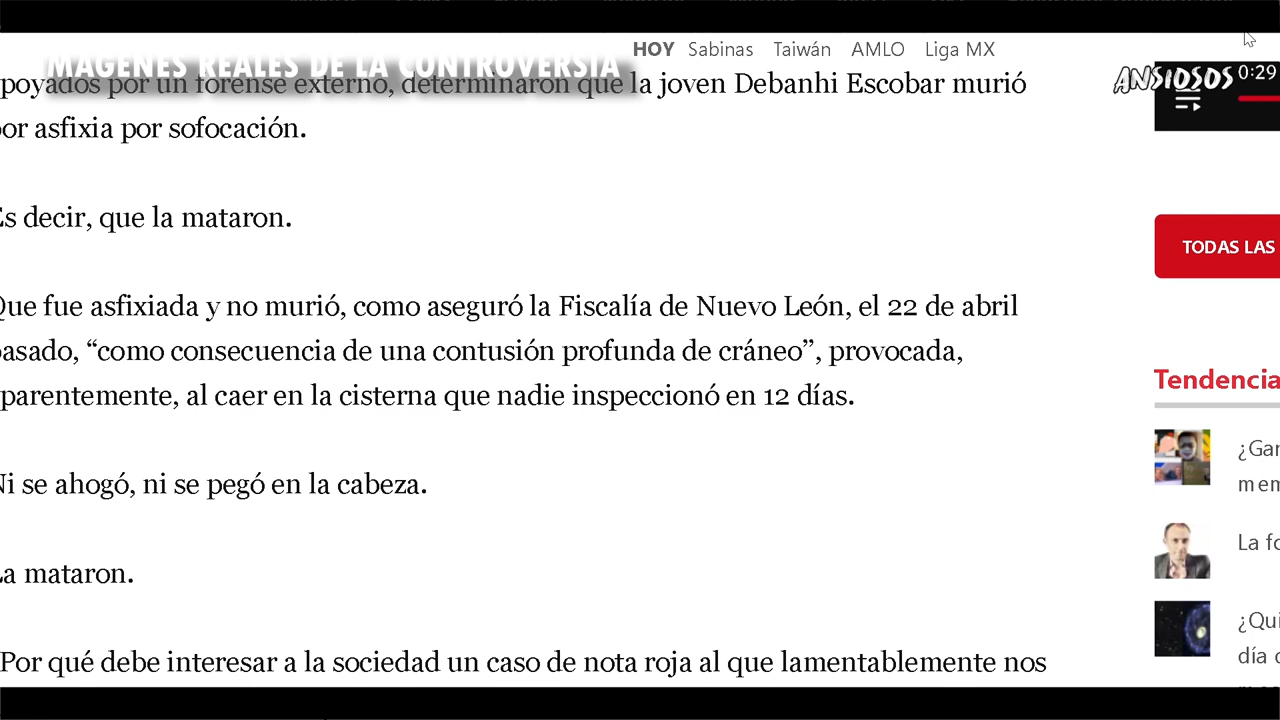 HOY Sabinas Taiwán AMLO Liga MX
IMÁGENES REALES DE LA CONTROVERSIA
ANSIOSOS
0:29
poyados por un forense externo, determinaron que la joven Debanhi Escobar murió
or asfixia por sofocación.
Es decir, que la mataron.
Que fue asfixiada y no murió, como aseguró la Fiscalía de Nuevo León, el 22 de abril
asado, “como consecuencia de una contusión profunda de cráneo”, provocada,
parentemente, al caer en la cisterna que nadie inspeccionó en 12 días.
Ni se ahogó, ni se pegó en la cabeza.
La mataron.
Por qué debe interesar a la sociedad un caso de nota roja al que lamentablemente nos
TODAS LAS
Tendencia
¿Gar
mem
La fo
¿Qui
día